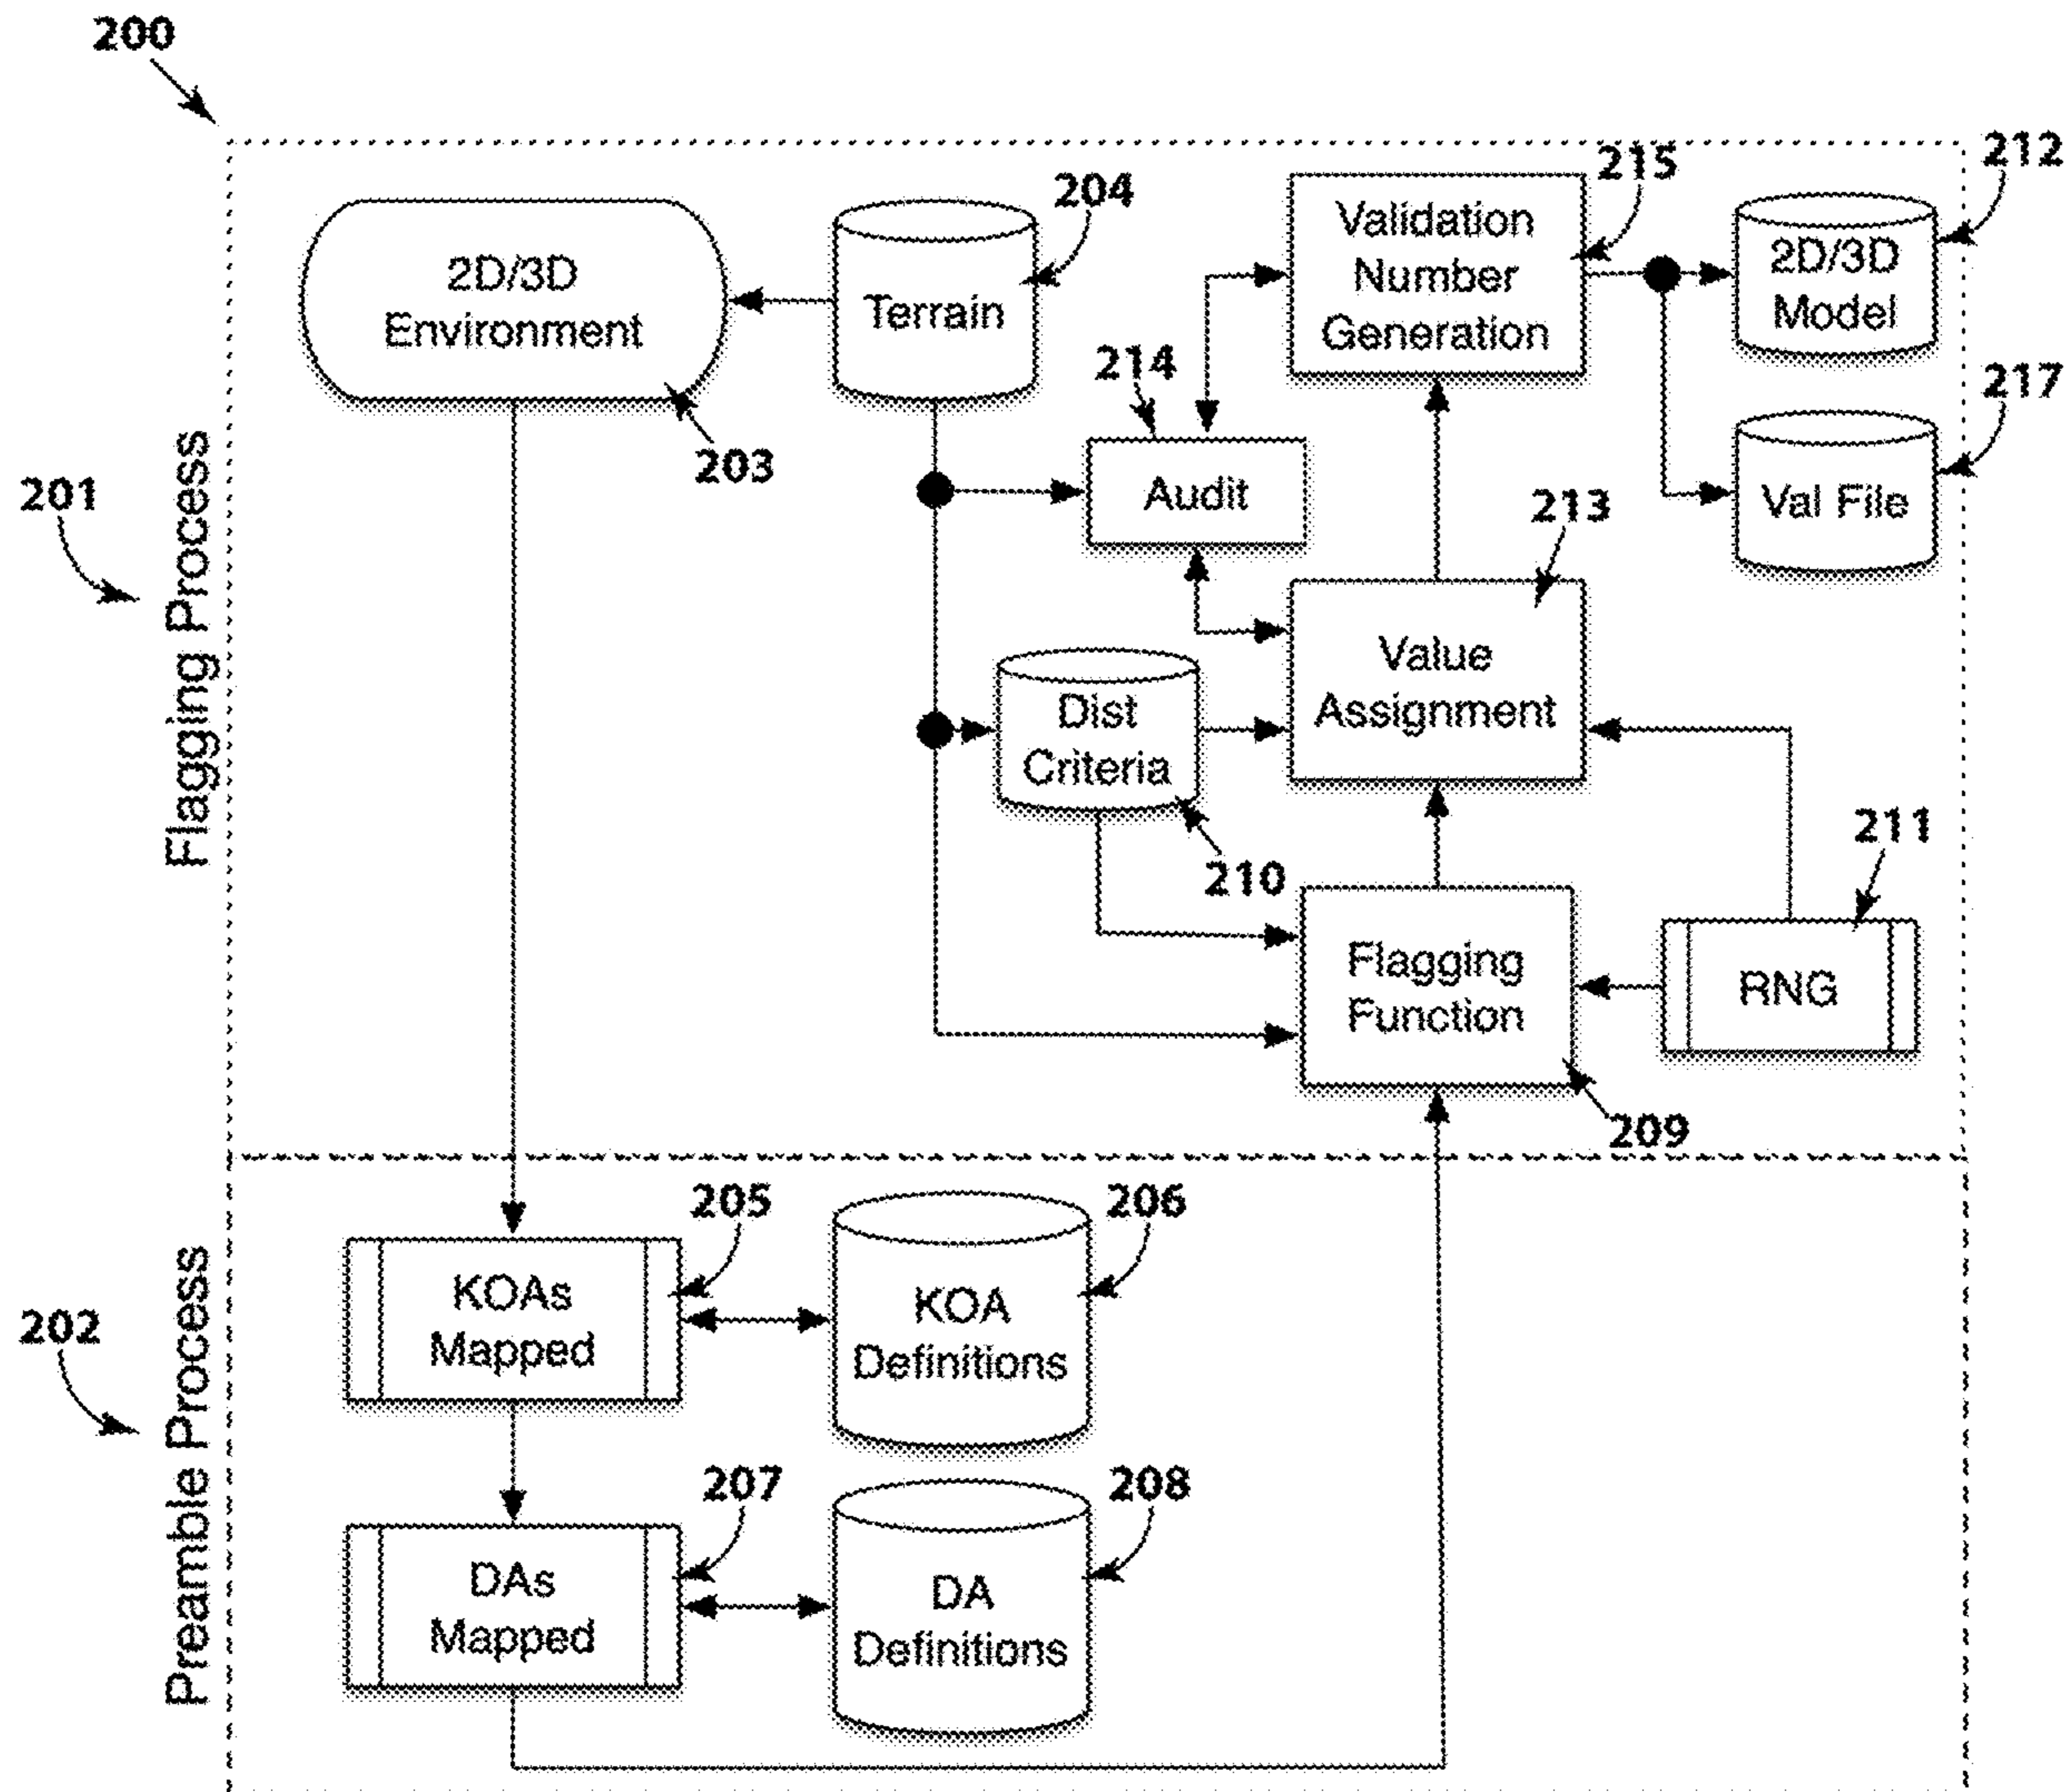 200
212
215
204
Validation
Number
Generation
2D/3D
Environment
Terrain
2D/3D
Model
214
217
203
201
Audit
Val File
213
Flagging Process
Value
Assignment
Dist
Criteria
211
210
Flagging
Function
RNG
209
205
206
KOAs
Mapped
KOA
Definitions
202
Preamble Process
207
208
DAs
Mapped
DA
Definitions